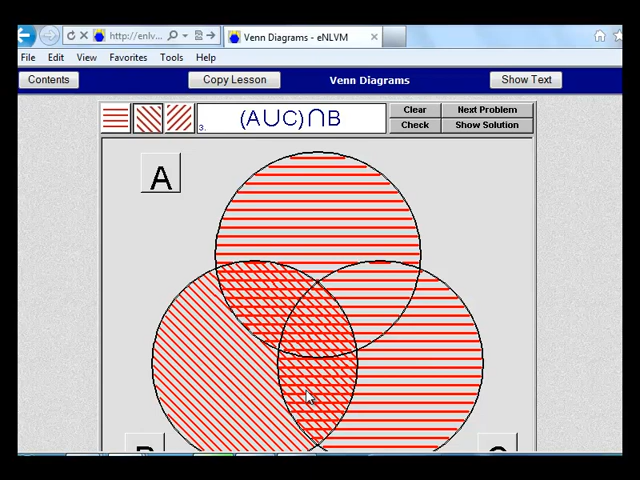 http://enlv...
Venn Diagrams - eNLVM
File Edit View Favorites Tools Help
Contents
Copy Lesson
Venn Diagrams
Show Text
3.
(A∪C)∩B
Clear
Next Problem
Check
Show Solution
A